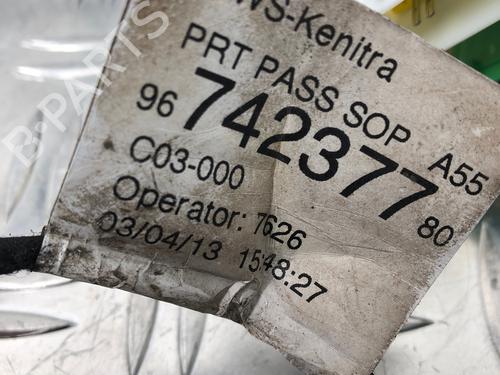 WS-Kenitra
PRT PASS SOP A55
96 742377 80
C03-000
Operator: 7626
03/04/13 15:48:27
B-PARTS